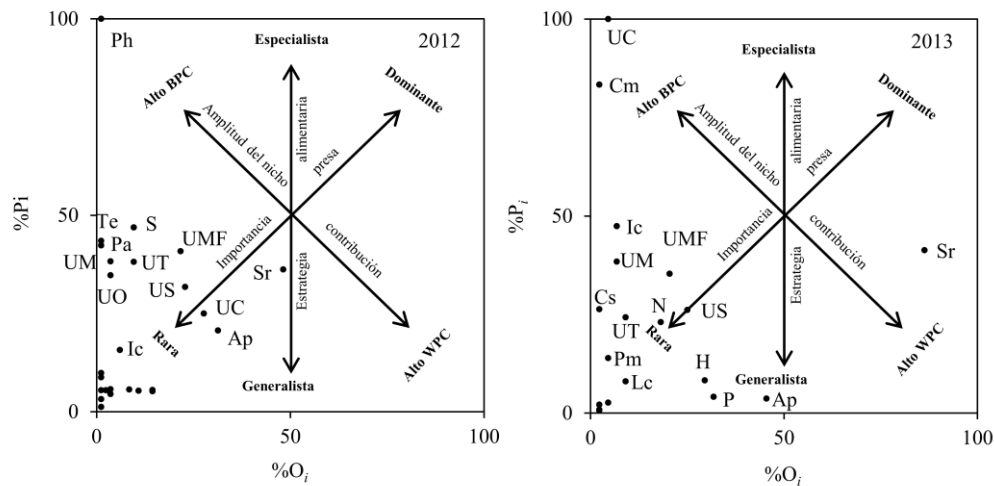 100
Ph
Especialista
2012
Alto BPC
Dominante
Amplitud del nicho
alimentaria
presa
%Pi
50
Te
S
Pa
UMF
UM
UT
Importancia
contribución
Sr
UO
US
Estrategia
UC
Ap
Rara
Ic
Alto WPC
Generalista
0
0
50
100
%Oi
100
UC
Especialista
2013
Cm
Alto BPC
Dominante
Amplitud del nicho
alimentaria
presa
%Pi
50
Ic
UMF
UM
Importancia
contribución
Sr
Cs
N
US
Estrategia
UT
Rara
Pm
H
Alto WPC
Lc
Generalista
P
Ap
0
0
50
100
%Oi